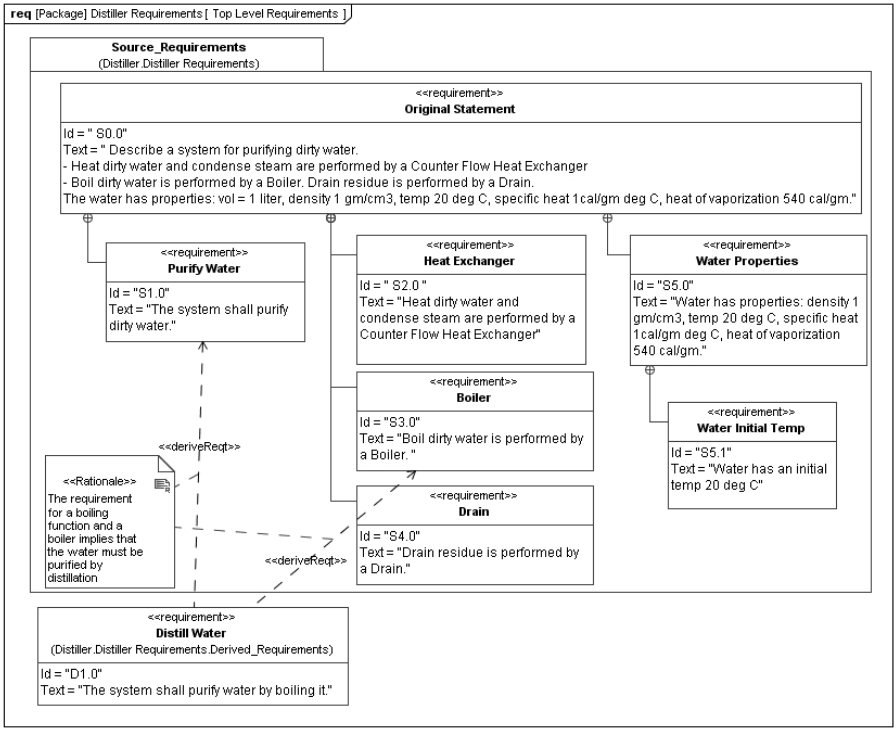 req [Package] Distiller Requirements [ Top Level Requirements ]
Source_Requirements
(Distiller.Distiller Requirements)
<<requirement>>
Original Statement
Id = " S0.0"
Text = " Describe a system for purifying dirty water.
- Heat dirty water and condense steam are performed by a Counter Flow Heat Exchanger
- Boil dirty water is performed by a Boiler. Drain residue is performed by a Drain.
The water has properties: vol = 1 liter, density 1 gm/cm3, temp 20 deg C, specific heat 1cal/gm deg C, heat of vaporization 540 cal/gm."
<<requirement>>
Purify Water
Id = "S1.0"
Text = "The system shall purify
dirty water."
<<requirement>>
Heat Exchanger
Id = " S2.0 "
Text = "Heat dirty water and
condense steam are performed by a
Counter Flow Heat Exchanger"
<<requirement>>
Water Properties
Id = "S5.0"
Text = "Water has properties: density 1
gm/cm3, temp 20 deg C, specific heat
1cal/gm deg C, heat of vaporization
540 cal/gm."
<<requirement>>
Boiler
Id = "S3.0"
Text = "Boil dirty water is performed by
a Boiler. "
<<requirement>>
Water Initial Temp
Id = "S5.1"
Text = "Water has an initial
temp 20 deg C"
<<deriveReqt>>
<<Rationale>>
The requirement
for a boiling
function and a
boiler implies that
the water must be
purified by
distillation
<<requirement>>
Drain
Id = "S4.0"
Text = "Drain residue is performed by
a Drain."
<<deriveReqt>>
<<requirement>>
Distill Water
(Distiller.Distiller Requirements.Derived_Requirements)
Id = "D1.0"
Text = "The system shall purify water by boiling it."